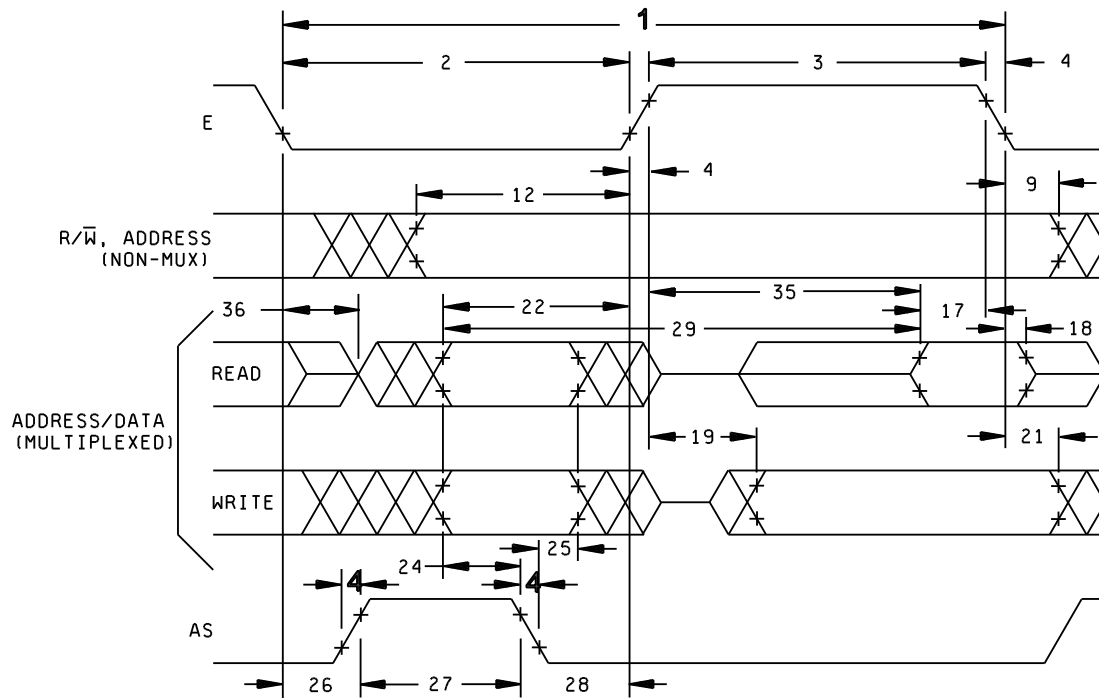 1
2
3
4
E
4
9
12
R/W̅, ADDRESS
(NON-MUX)
35
36
22
17
29
18
READ
ADDRESS/DATA
(MULTIPLEXED)
19
21
WRITE
25
24
4
4
AS
26
27
28